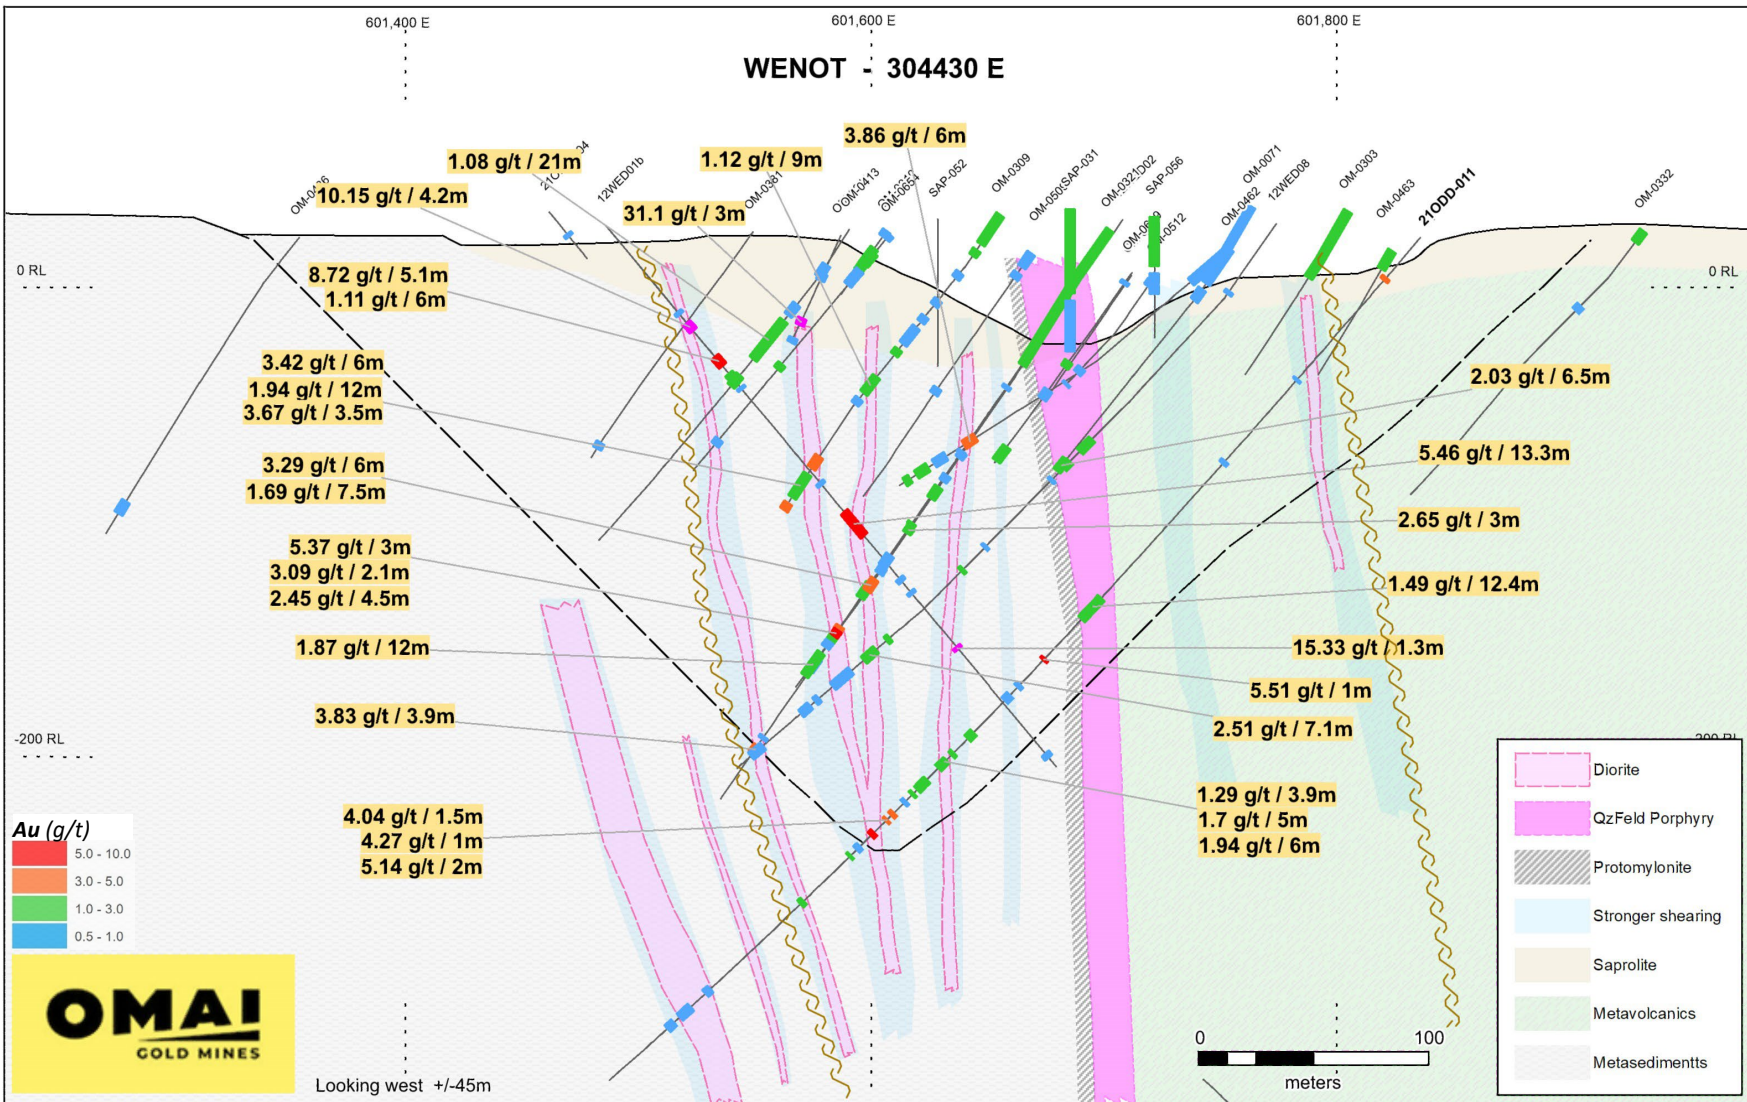 601,400 E
601,600 E
601,800 E
WENOT - 304430 E
3.86 g/t / 6m
1.08 g/t / 21m
1.12 g/t / 9m
10.15 g/t / 4.2m
31.1 g/t / 3m
12WED01b
OM-0381
OM-0413
OM-0654
SAP-052
OM-0309
SAP-031
SAP-056
OM-0462
OM-0071
12WED08
OM-0303
OM-0463
21ODD-011
OM-0332
0 RL
0 RL
8.72 g/t / 5.1m
1.11 g/t / 6m
3.42 g/t / 6m
1.94 g/t / 12m
3.67 g/t / 3.5m
2.03 g/t / 6.5m
3.29 g/t / 6m
1.69 g/t / 7.5m
5.46 g/t / 13.3m
2.65 g/t / 3m
5.37 g/t / 3m
3.09 g/t / 2.1m
2.45 g/t / 4.5m
1.49 g/t / 12.4m
1.87 g/t / 12m
15.33 g/t / 1.3m
5.51 g/t / 1m
3.83 g/t / 3.9m
2.51 g/t / 7.1m
-200 RL
4.04 g/t / 1.5m
4.27 g/t / 1m
5.14 g/t / 2m
1.29 g/t / 3.9m
1.7 g/t / 5m
1.94 g/t / 6m
Au (g/t)
5.0 - 10.0
3.0 - 5.0
1.0 - 3.0
0.5 - 1.0
OMAI
GOLD MINES
Looking west +/-45m
0 100
meters
Diorite
QzFeld Porphyry
Protomylonite
Stronger shearing
Saprolite
Metavolcanics
Metasedimentts